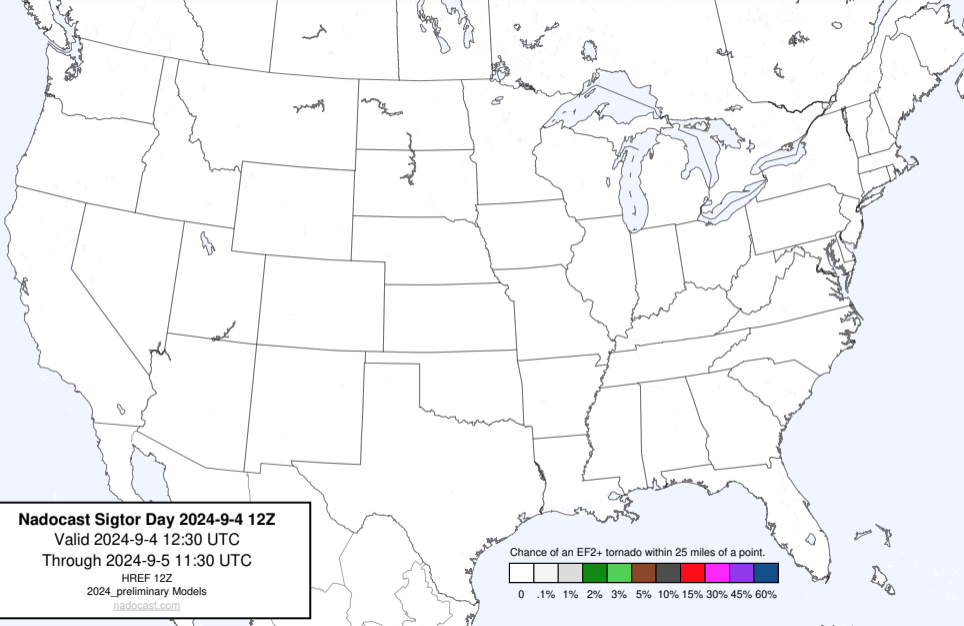 Nadocast Sigtor Day 2024-9-4 12Z
Valid 2024-9-4 12:30 UTC
Through 2024-9-5 11:30 UTC
HREF 12Z
2024_preliminary Models
nadocast.com
Chance of an EF2+ tornado within 25 miles of a point.
0 .1% 1% 2% 3% 5% 10% 15% 30% 45% 60%